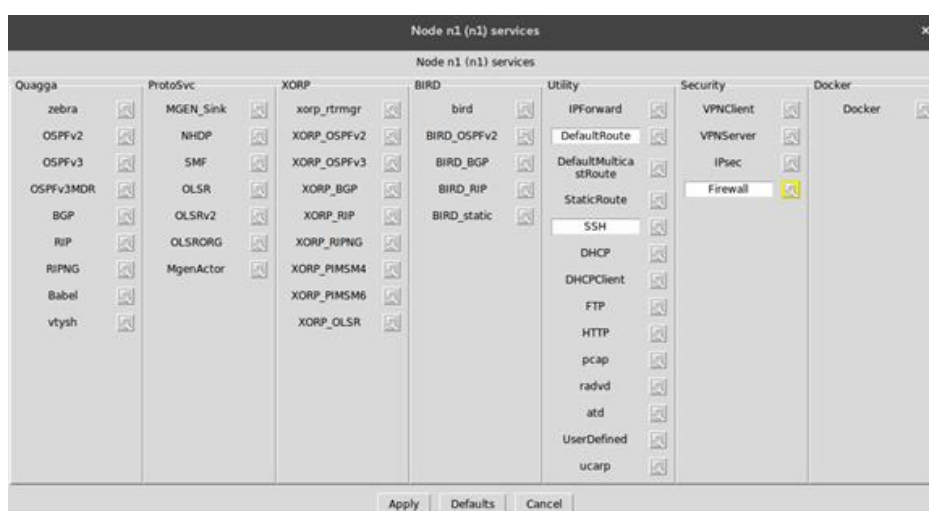 Node n1 (n1) services
Node n1 (n1) services
Quagga
zebra
OSPFv2
OSPFv3
OSPFv3MDR
BGP
RIP
RIPNG
Babel
vtysh
ProtoSvc
MGEN_Sink
NHDP
SMF
OLSR
OLSRv2
OLSRORG
MgenActor
XORP
xorp_rtrmgr
XORP_OSPFv2
XORP_OSPFv3
XORP_BGP
XORP_RIP
XORP_RIPNG
XORP_PIMSM4
XORP_PIMSM6
XORP_OLSR
BIRD
bird
BIRD_OSPFv2
BIRD_BGP
BIRD_RIP
BIRD_static
Utility
IPForward
DefaultRoute
DefaultMultica
stRoute
StaticRoute
SSH
DHCP
DHCPClient
FTP
HTTP
pcap
radvd
atd
UserDefined
ucarp
Security
VPNClient
VPNServer
IPsec
Firewall
Docker
Docker
Apply
Defaults
Cancel